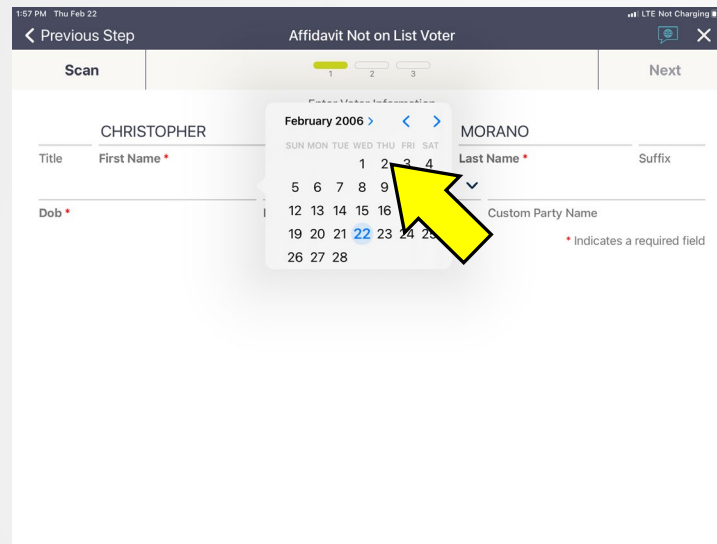 1:57 PM Thu Feb 22
LTE Not Charging
Previous Step
Affidavit Not on List Voter
Scan
1 2 3
Next
Enter Voter Information
CHRISTOPHER
MORANO
Title
First Name *
Last Name *
Suffix
February 2006
SUN MON TUE WED THU FRI SAT
1 2 3 4
5 6 7 8 9
12 13 14 15 16
19 20 21 22 23 24 25
26 27 28
Dob *
Custom Party Name
* Indicates a required field